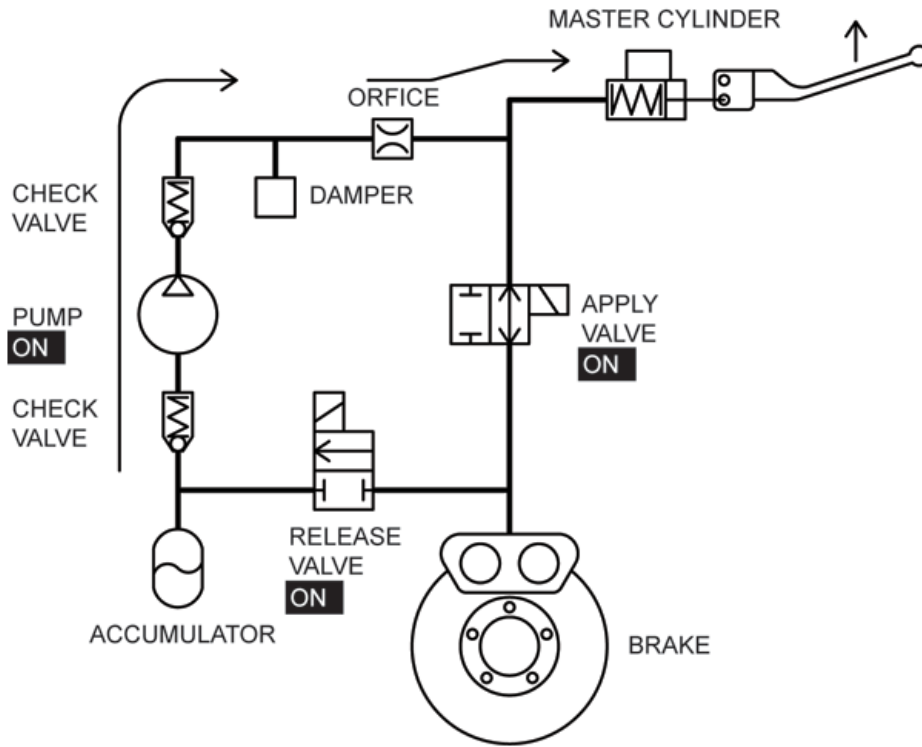 MASTER CYLINDER
ORFICE
CHECK
VALVE
DAMPER
PUMP
ON
APPLY
VALVE
ON
CHECK
VALVE
RELEASE
VALVE
ON
ACCUMULATOR
BRAKE